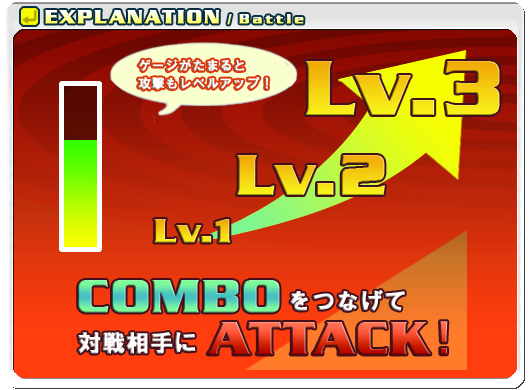 EXPLANATION / Battle
ゲージがたまると
攻撃もレベルアップ！
Lv.3
Lv.2
Lv.1
COMBOをつなげて
対戦相手にATTACK!